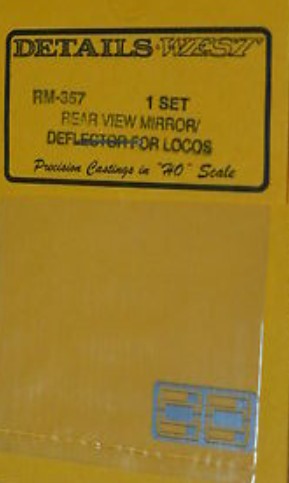 DETAILS WEST
RM-357 1 SET
REAR VIEW MIRROR/
DEFLECTOR FOR LOCOS
Precision Castings in "HO" Scale